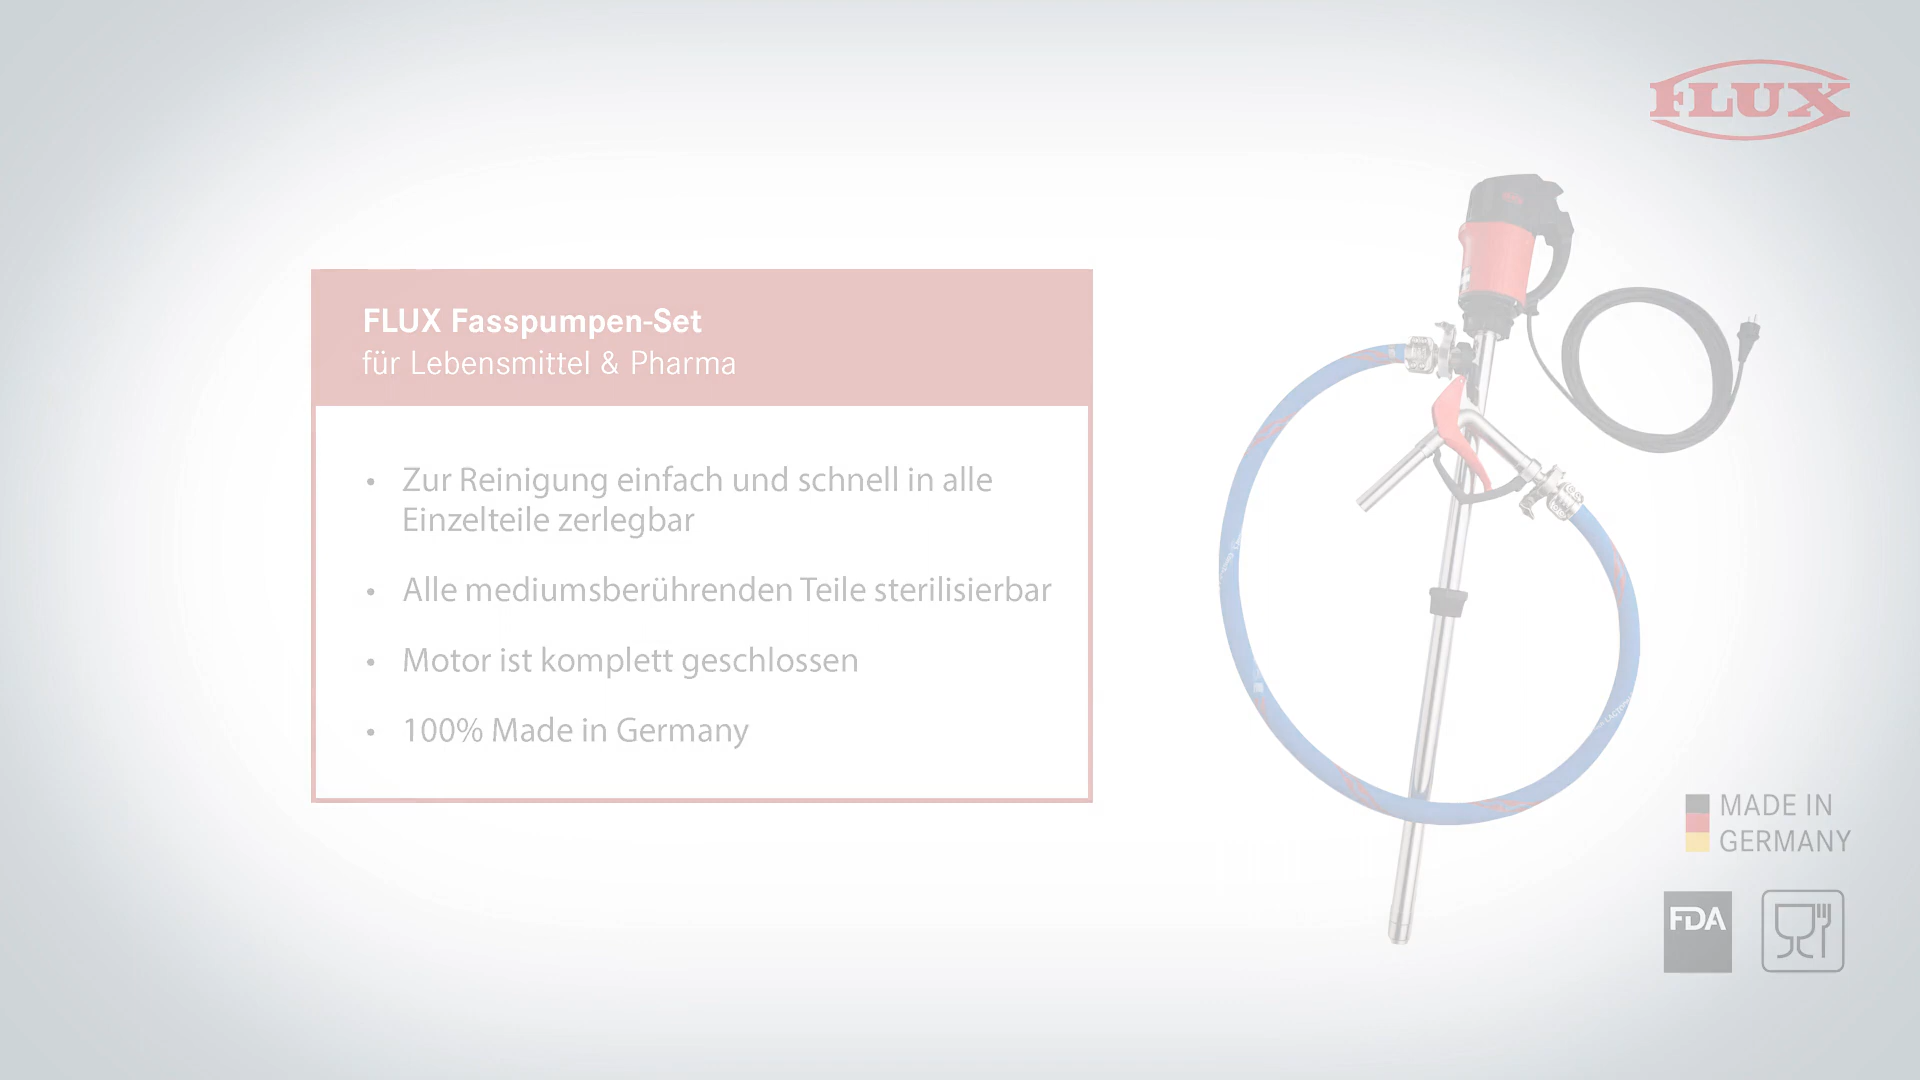 FLUX
FLUX Fasspumpen-Set
für Lebensmittel & Pharma
• Zur Reinigung einfach und schnell in alle
Einzelteile zerlegbar
• Alle mediumsberührenden Teile sterilisierbar
• Motor ist komplett geschlossen
• 100% Made in Germany
MADE IN
GERMANY
FDA